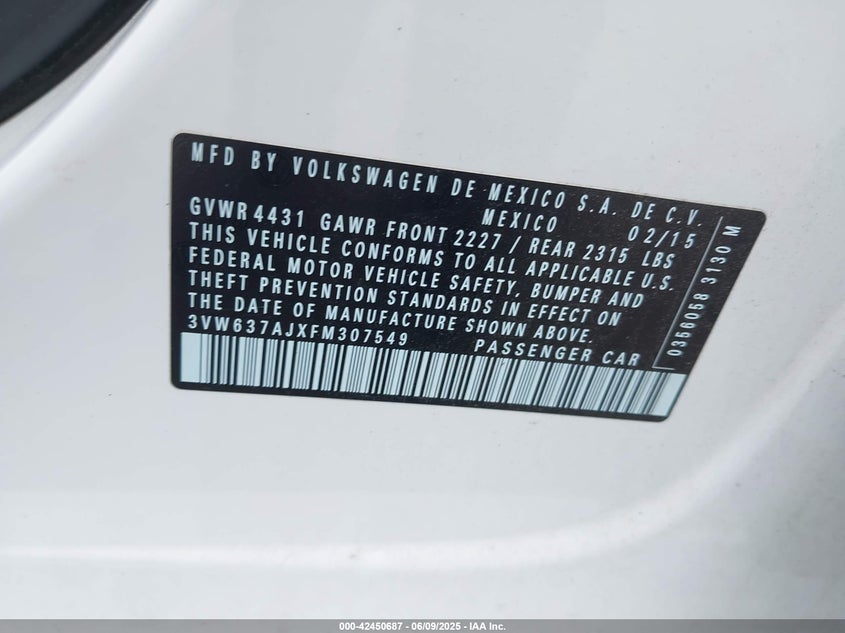 MFD BY VOLKSWAGEN DE MEXICO S.A. DE C.V.
MEXICO 02/15
GVWR 4431 GAWR FRONT 2227 / REAR 2315 LBS
THIS VEHICLE CONFORMS TO ALL APPLICABLE U.S.
FEDERAL MOTOR VEHICLE SAFETY, BUMPER AND
THEFT PREVENTION STANDARDS IN EFFECT ON
THE DATE OF MANUFACTURE SHOWN ABOVE.
3VW637AJXFM307549 PASSENGER CAR
0356058 3130 M
000-42450687 - 06/09/2025 - IAA Inc.